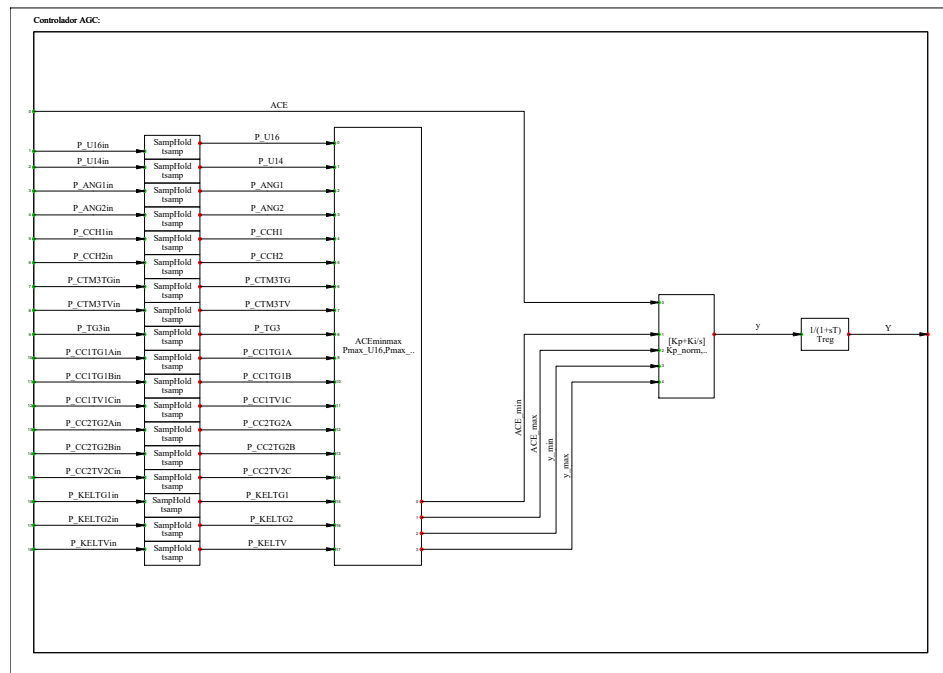 Controlador AGC:
ACE
P_U16in
SampHold
tsamp
P_U16
P_U14in
SampHold
tsamp
P_U14
P_ANG1in
SampHold
tsamp
P_ANG1
P_ANG2in
SampHold
tsamp
P_ANG2
P_CCH1in
SampHold
tsamp
P_CCH1
P_CCH2in
SampHold
tsamp
P_CCH2
P_CTM3TGin
SampHold
tsamp
P_CTM3TG
P_CTM3TVin
SampHold
tsamp
P_CTM3TV
P_TG3in
SampHold
tsamp
P_TG3
P_CC1TG1Ain
SampHold
tsamp
P_CC1TG1A
P_CC1TG1Bin
SampHold
tsamp
P_CC1TG1B
P_CC1TV1Cin
SampHold
tsamp
P_CC1TV1C
P_CC2TG2Ain
SampHold
tsamp
P_CC2TG2A
P_CC2TG2Bin
SampHold
tsamp
P_CC2TG2B
P_CC2TV2Cin
SampHold
tsamp
P_CC2TV2C
P_KELTG1in
SampHold
tsamp
P_KELTG1
P_KELTG2in
SampHold
tsamp
P_KELTG2
P_KELTVin
SampHold
tsamp
P_KELTV
ACEminmax
Pmax_U16,Pmax_..
ACE_min
ACE_max
y_min
y_max
[Kp+Ki/s]
Kp_norm,..
y
1/(1+sT)
Treg
Y